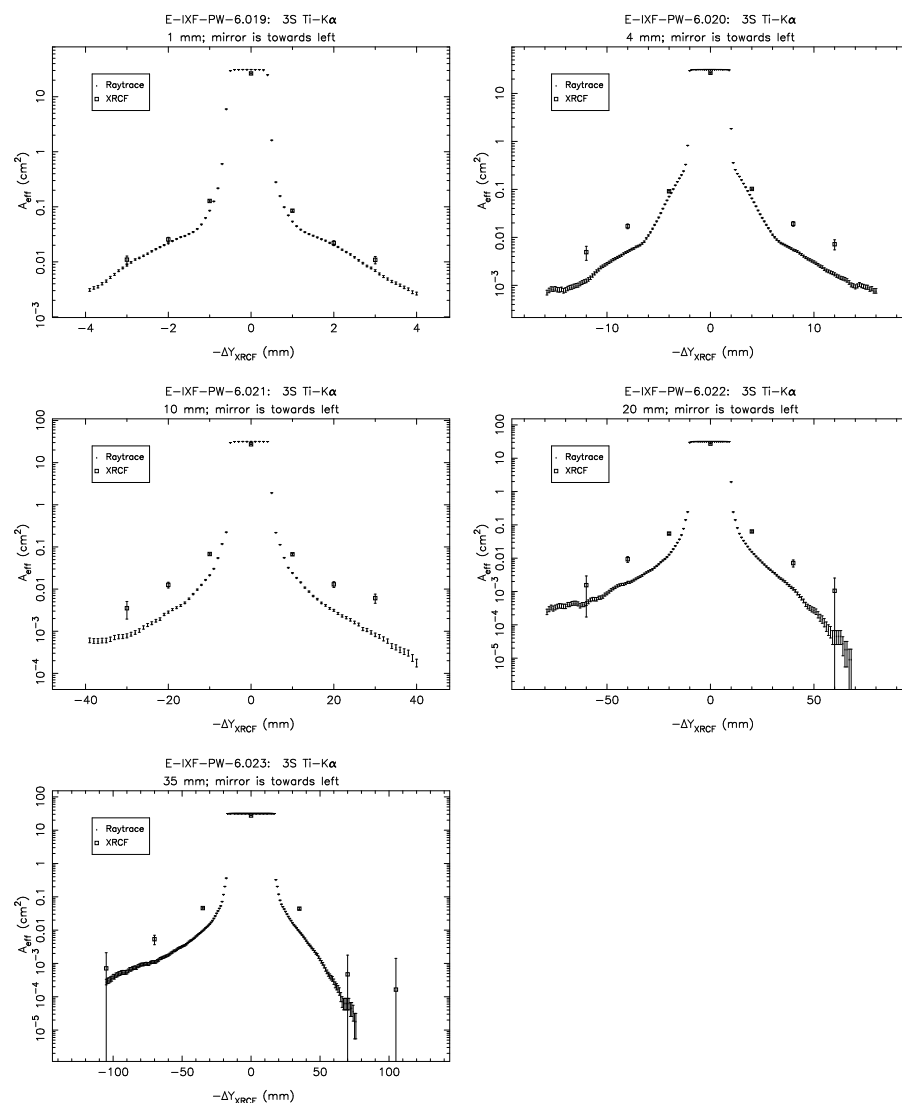 E-IXF-PW-6.019: 3S Ti-Kα
1 mm; mirror is towards left
Raytrace
XRCF
A_eff (cm²)
10
1
0.1
0.01
10⁻³
−4 −2 0 2 4
−ΔY_XRCF (mm)
E-IXF-PW-6.020: 3S Ti-Kα
4 mm; mirror is towards left
Raytrace
XRCF
A_eff (cm²)
10
1
0.1
0.01
10⁻³
−10 0 10
−ΔY_XRCF (mm)
E-IXF-PW-6.021: 3S Ti-Kα
10 mm; mirror is towards left
Raytrace
XRCF
A_eff (cm²)
100
10
1
0.1
0.01
10⁻³
10⁻⁴
−40 −20 0 20 40
−ΔY_XRCF (mm)
E-IXF-PW-6.022: 3S Ti-Kα
20 mm; mirror is towards left
Raytrace
XRCF
A_eff (cm²)
100
10
1
0.1
0.01
10⁻³
10⁻⁴
10⁻⁵
−50 0 50
−ΔY_XRCF (mm)
E-IXF-PW-6.023: 3S Ti-Kα
35 mm; mirror is towards left
Raytrace
XRCF
A_eff (cm²)
100
10
1
0.1
0.01
10⁻³
10⁻⁴
10⁻⁵
−100 −50 0 50 100
−ΔY_XRCF (mm)